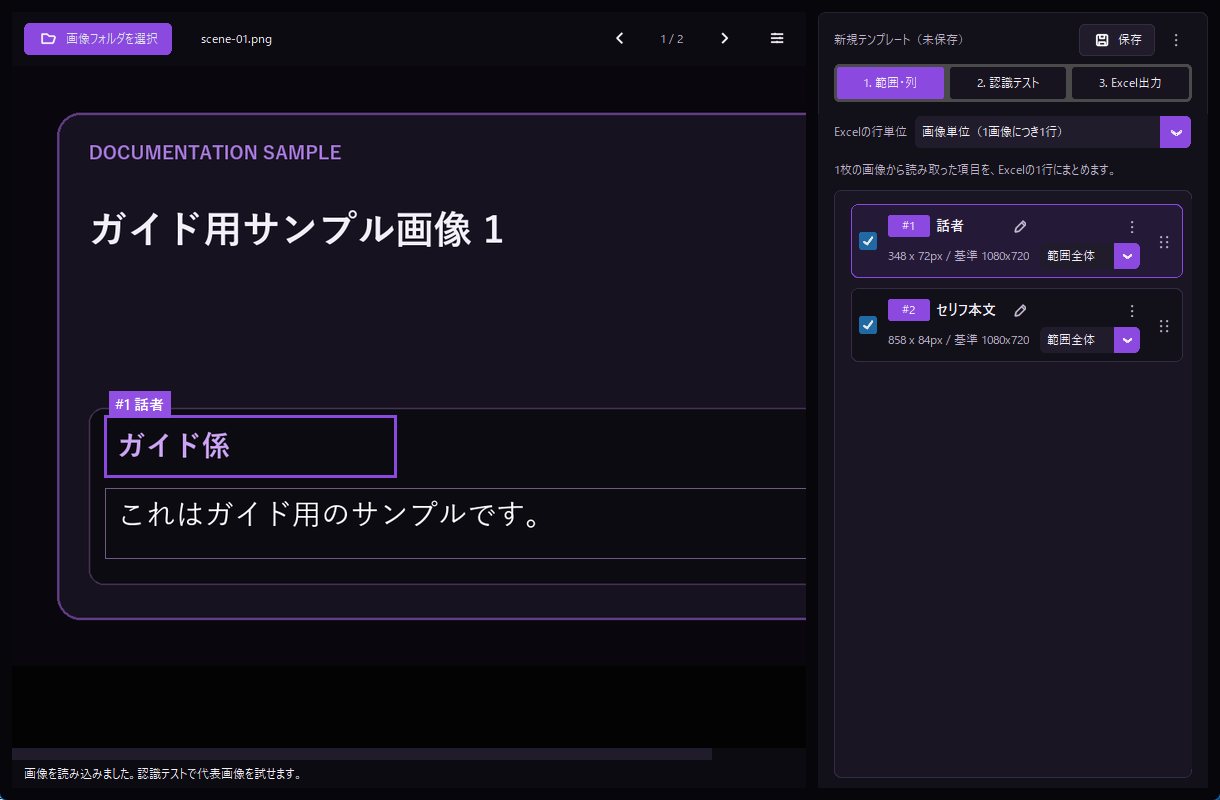 画像フォルダを選択
scene-01.png
1 / 2
DOCUMENTATION SAMPLE
ガイド用サンプル画像 1
#1 話者
ガイド係
これはガイド用のサンプルです。
画像を読み込みました。認識テストで代表画像を試せます。
新規テンプレート（未保存）
保存
1. 範囲・列
2. 認識テスト
3. Excel出力
Excelの行単位
画像単位（1画像につき1行）
1枚の画像から読み取った項目を、Excelの1行にまとめます。
#1 話者
348 x 72px / 基準 1080x720 範囲全体
#2 セリフ本文
858 x 84px / 基準 1080x720 範囲全体